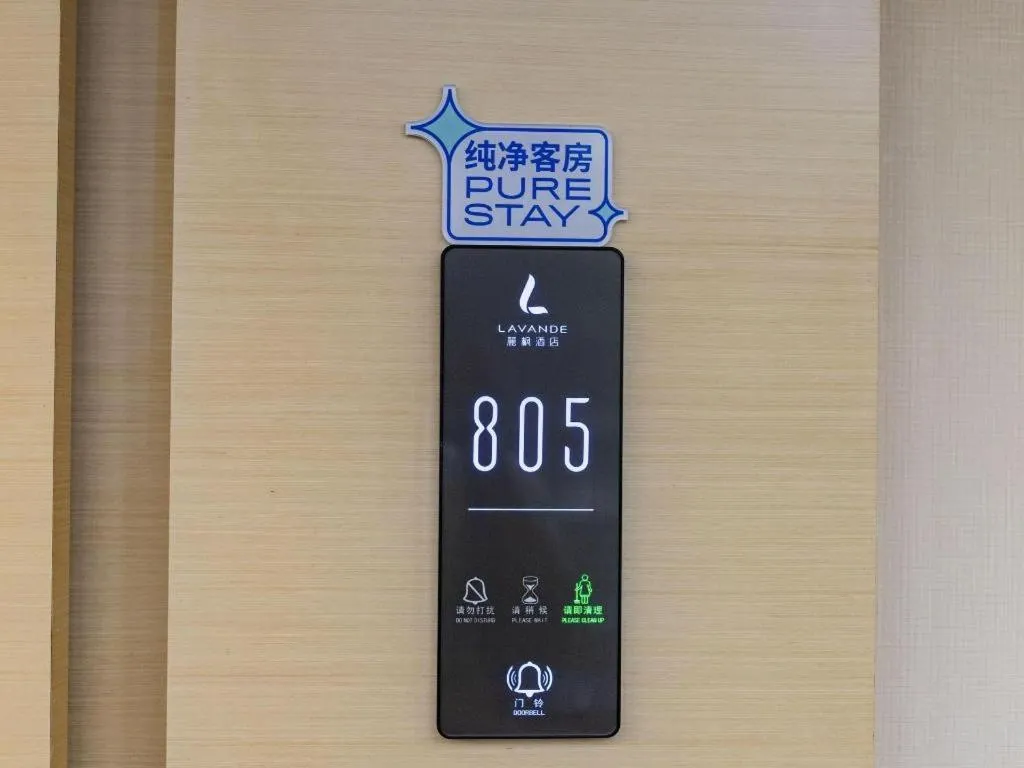 纯净客房
PURE
STAY
LAVANDE
麗枫酒店
805
请勿打扰
DO NOT DISTURB
请稍候
PLEASE WAIT
请即清理
PLEASE CLEAN UP
门铃
DOORBELL